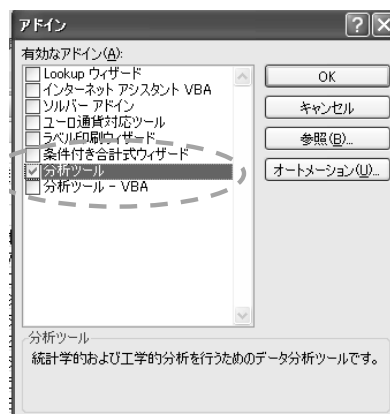 アドイン
有効なアドイン(A):
Lookup ウィザード
インターネット アシスタント VBA
ソルバー アドイン
ユーロ通貨対応ツール
ラベル印刷ウィザード
条件付き合計式ウィザード
分析ツール
分析ツール - VBA
OK
キャンセル
参照(B)...
オートメーション(U)...
分析ツール
統計学的および工学的分析を行うためのデータ分析ツールです。